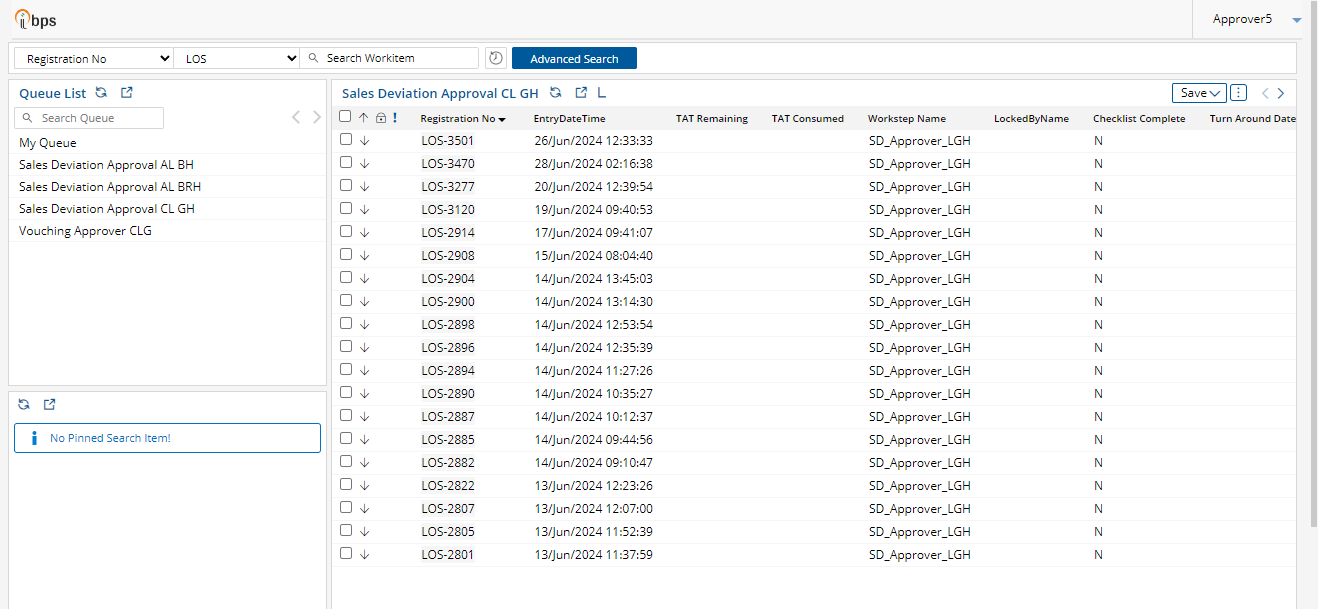 ibps
Approver5
Registration No LOS Search Workitem Advanced Search
Queue List
Search Queue
My Queue
Sales Deviation Approval AL BH
Sales Deviation Approval AL BRH
Sales Deviation Approval CL GH
Vouching Approver CLG
No Pinned Search Item!
Sales Deviation Approval CL GH Save
Registration No EntryDateTime TAT Remaining TAT Consumed Workstep Name LockedByName Checklist Complete Turn Around Date
LOS-3501 26/Jun/2024 12:33:33 SD_Approver_LGH N
LOS-3470 28/Jun/2024 02:16:38 SD_Approver_LGH N
LOS-3277 20/Jun/2024 12:39:54 SD_Approver_LGH N
LOS-3120 19/Jun/2024 09:40:53 SD_Approver_LGH N
LOS-2914 17/Jun/2024 09:41:07 SD_Approver_LGH N
LOS-2908 15/Jun/2024 08:04:40 SD_Approver_LGH N
LOS-2904 14/Jun/2024 13:45:03 SD_Approver_LGH N
LOS-2900 14/Jun/2024 13:14:30 SD_Approver_LGH N
LOS-2898 14/Jun/2024 12:53:54 SD_Approver_LGH N
LOS-2896 14/Jun/2024 12:35:39 SD_Approver_LGH N
LOS-2894 14/Jun/2024 11:27:26 SD_Approver_LGH N
LOS-2890 14/Jun/2024 10:35:27 SD_Approver_LGH N
LOS-2887 14/Jun/2024 10:12:37 SD_Approver_LGH N
LOS-2885 14/Jun/2024 09:44:56 SD_Approver_LGH N
LOS-2882 14/Jun/2024 09:10:47 SD_Approver_LGH N
LOS-2822 13/Jun/2024 12:23:26 SD_Approver_LGH N
LOS-2807 13/Jun/2024 12:07:00 SD_Approver_LGH N
LOS-2805 13/Jun/2024 11:52:39 SD_Approver_LGH N
LOS-2801 13/Jun/2024 11:37:59 SD_Approver_LGH N